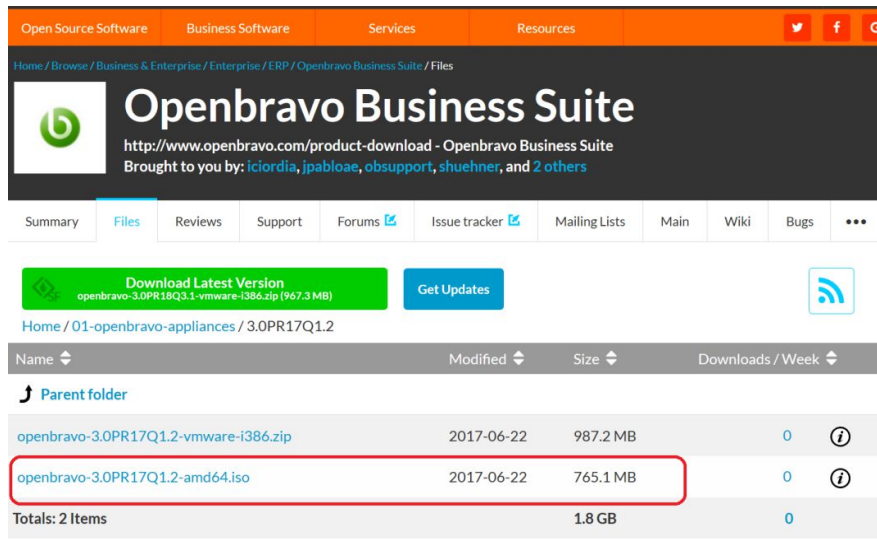 Open Source Software Business Software Services Resources
Home / Browse / Business & Enterprise / Enterprise / ERP / Openbravo Business Suite / Files
Openbravo Business Suite
http://www.openbravo.com/product-download - Openbravo Business Suite
Brought to you by: iciordia, jpabloae, obsupport, shuehner, and 2 others
Summary Files Reviews Support Forums Issue tracker Mailing Lists Main Wiki Bugs •••
Download Latest Version
openbravo-3.0PR18Q3.1-vmware-i386.zip (967.3 MB)
SF
Get Updates
Home / 01-openbravo-appliances / 3.0PR17Q1.2
Name Modified Size Downloads / Week
Parent folder
openbravo-3.0PR17Q1.2-vmware-i386.zip 2017-06-22 987.2 MB 0
openbravo-3.0PR17Q1.2-amd64.iso 2017-06-22 765.1 MB 0
Totals: 2 Items 1.8 GB 0